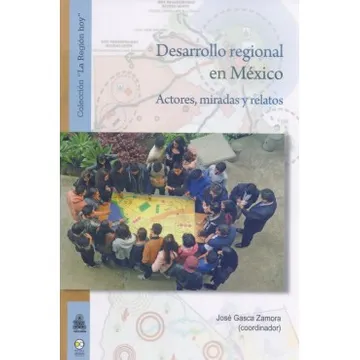 Colección "La Región hoy"
Desarrollo regional
en México
Actores, miradas y relatos
José Gasca Zamora
(coordinador)